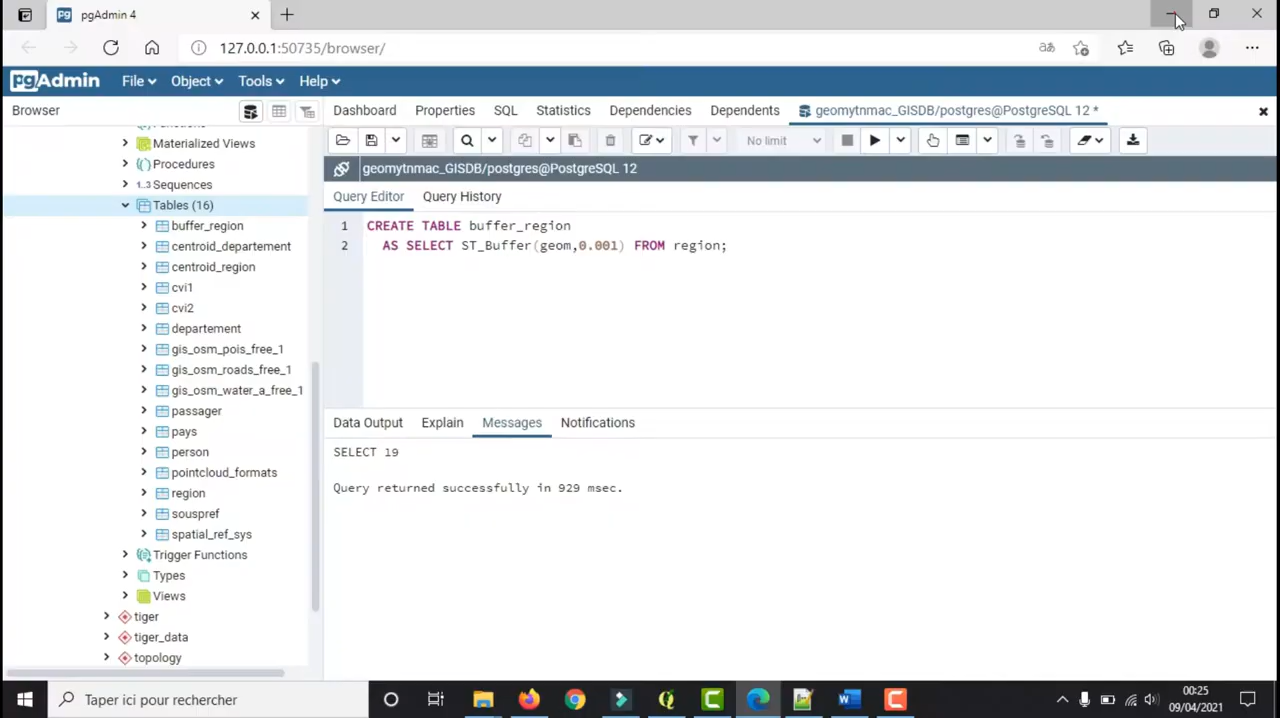 pgAdmin 4
127.0.0.1:50735/browser/
pgAdmin File Object Tools Help
Browser
Dashboard Properties SQL Statistics Dependencies Dependents geomytnmac_GISDB/postgres@PostgreSQL 12 *
No limit
geomytnmac_GISDB/postgres@PostgreSQL 12
Query Editor Query History
1 CREATE TABLE buffer_region
2 AS SELECT ST_Buffer(geom,0.001) FROM region;
Materialized Views
Procedures
1..3 Sequences
Tables (16)
buffer_region
centroid_departement
centroid_region
cvi1
cvi2
departement
gis_osm_pois_free_1
gis_osm_roads_free_1
gis_osm_water_a_free_1
passager
pays
person
pointcloud_formats
region
souspref
spatial_ref_sys
Trigger Functions
Types
Views
tiger
tiger_data
topology
Data Output Explain Messages Notifications
SELECT 19
Query returned successfully in 929 msec.
Taper ici pour rechercher
00:25
09/04/2021